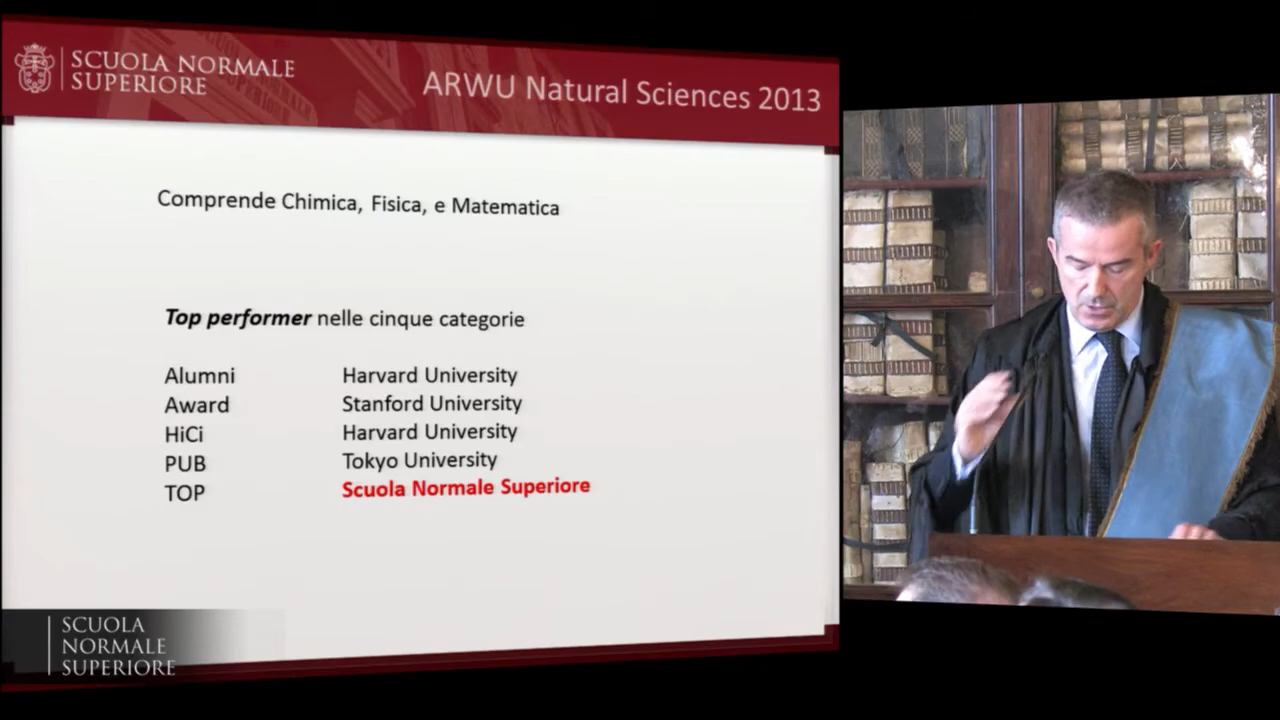 SCUOLA NORMALE
SUPERIORE
ARWU Natural Sciences 2013
Comprende Chimica, Fisica, e Matematica
Top performer nelle cinque categorie
Alumni Harvard University
Award Stanford University
HiCi Harvard University
PUB Tokyo University
TOP Scuola Normale Superiore
SCUOLA
NORMALE
SUPERIORE